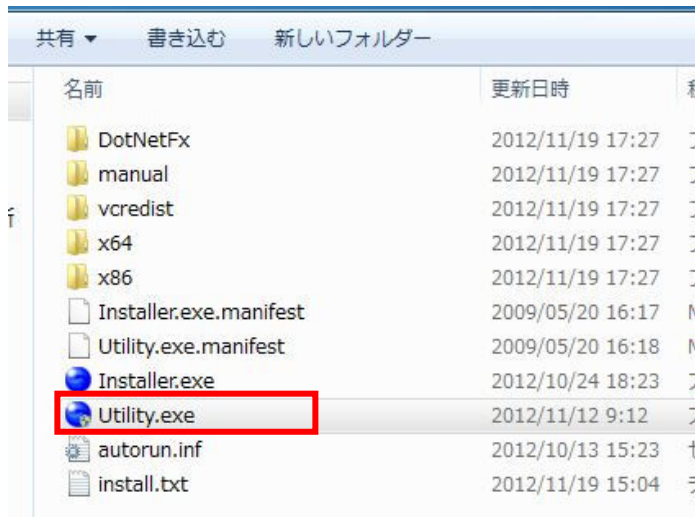 共有 ▼ 書き込む 新しいフォルダー
名前 更新日時
DotNetFx 2012/11/19 17:27
manual 2012/11/19 17:27
vcredist 2012/11/19 17:27
x64 2012/11/19 17:27
x86 2012/11/19 17:27
Installer.exe.manifest 2009/05/20 16:17
Utility.exe.manifest 2009/05/20 16:18
Installer.exe 2012/10/24 18:23
Utility.exe 2012/11/12 9:12
autorun.inf 2012/10/13 15:23
install.txt 2012/11/19 15:04